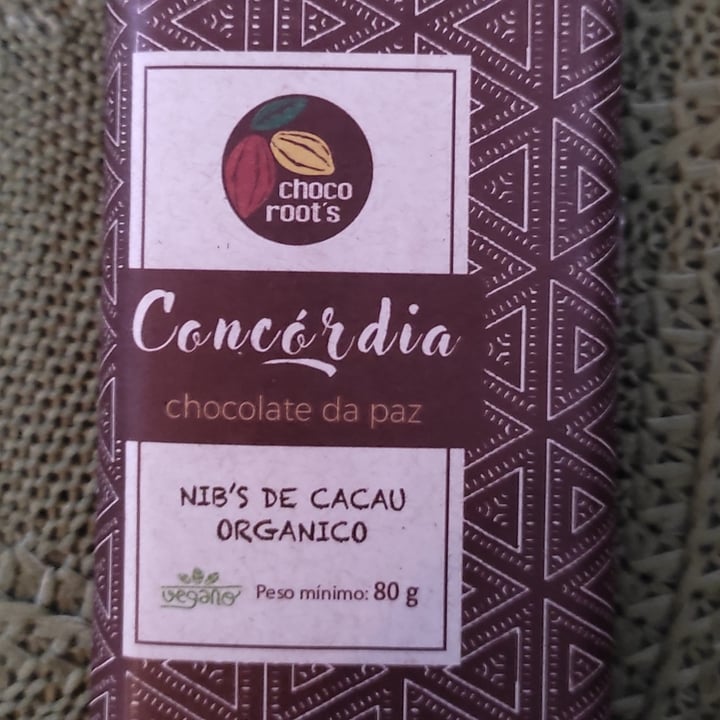 choco
root's
Concórdia
chocolate da paz
NIB'S DE CACAU
ORGANICO
vegano Peso mínimo: 80 g